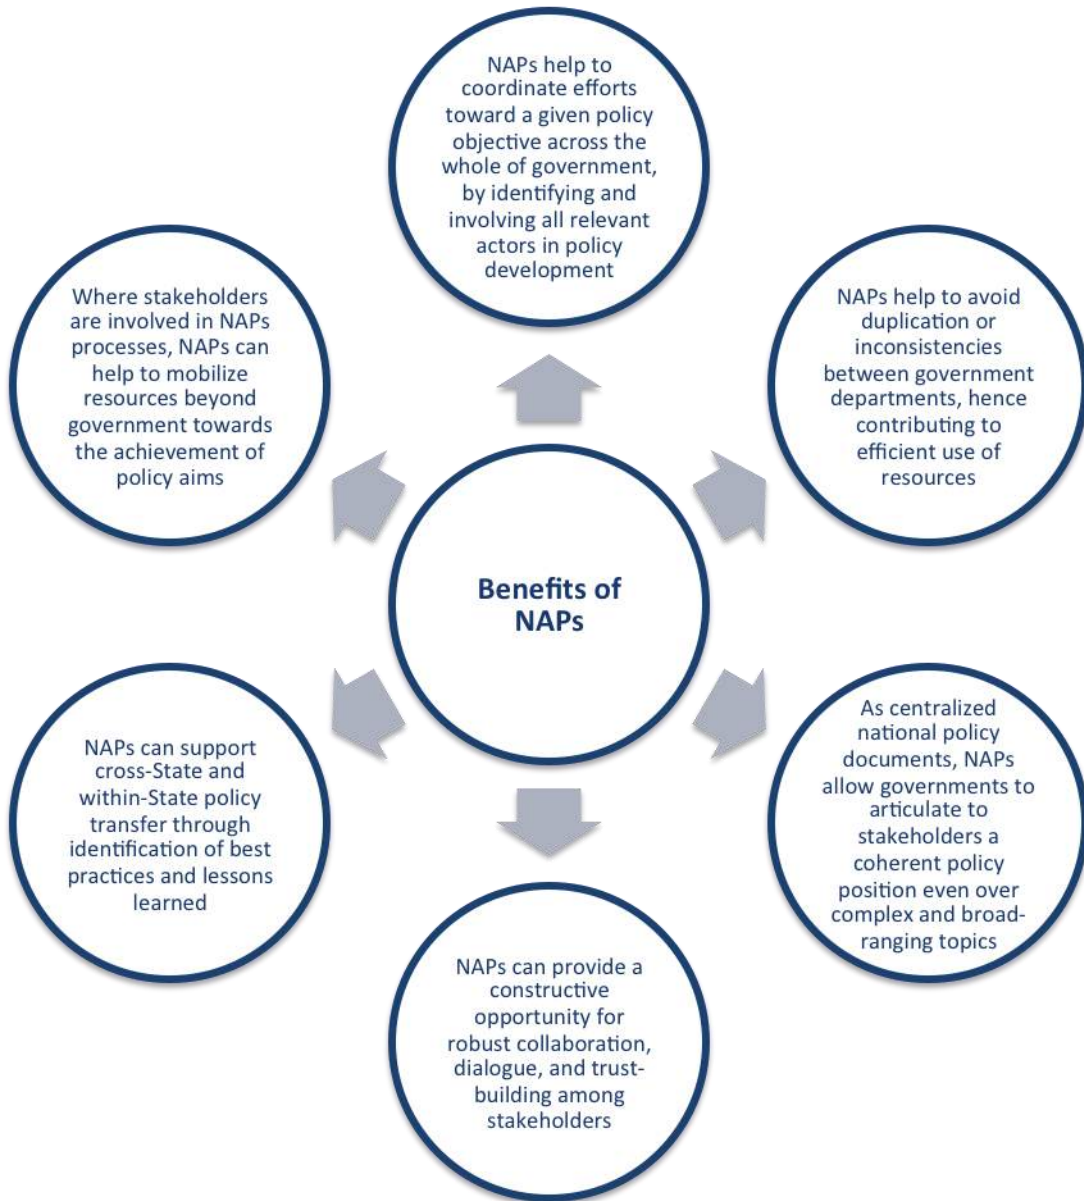 NAPs help to
coordinate efforts
toward a given policy
objective across the
whole of government,
by identifying and
involving all relevant
actors in policy
development
Where stakeholders
are involved in NAPs
processes, NAPs can
help to mobilize
resources beyond
government towards
the achievement of
policy aims
NAPs help to avoid
duplication or
inconsistencies
between government
departments, hence
contributing to
efficient use of
resources
Benefits of
NAPs
NAPs can support
cross-State and
within-State policy
transfer through
identification of best
practices and lessons
learned
As centralized
national policy
documents, NAPs
allow governments to
articulate to
stakeholders a
coherent policy
position even over
complex and broad-
ranging topics
NAPs can provide a
constructive
opportunity for
robust collaboration,
dialogue, and trust-
building among
stakeholders